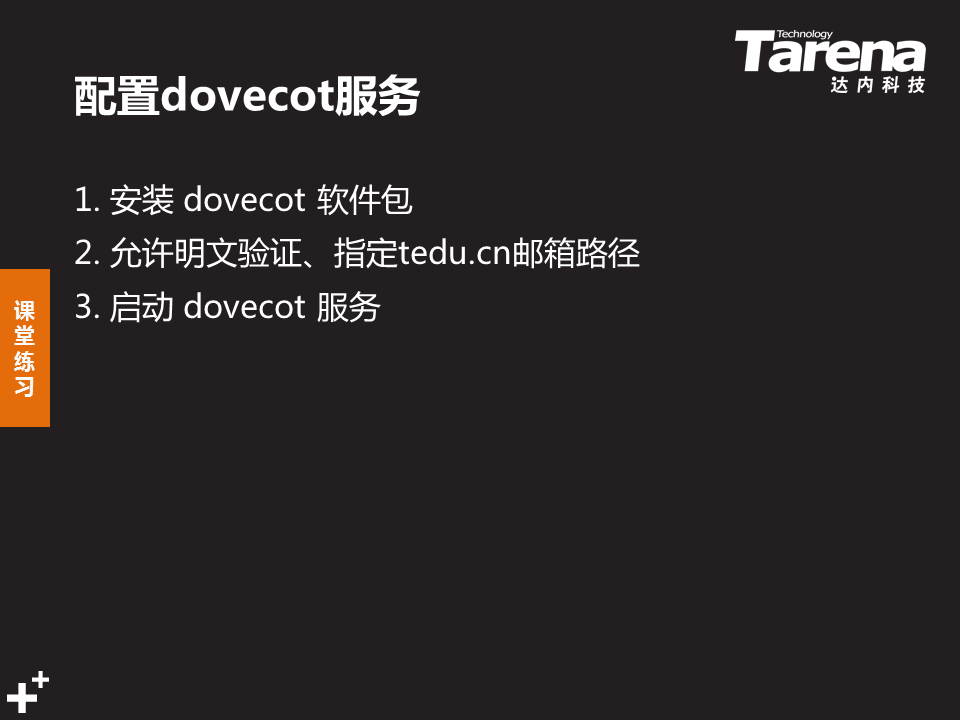 Technology
Tarena
达内科技
配置dovecot服务
1. 安装 dovecot 软件包
2. 允许明文验证、指定tedu.cn邮箱路径
3. 启动 dovecot 服务
课
堂
练
习